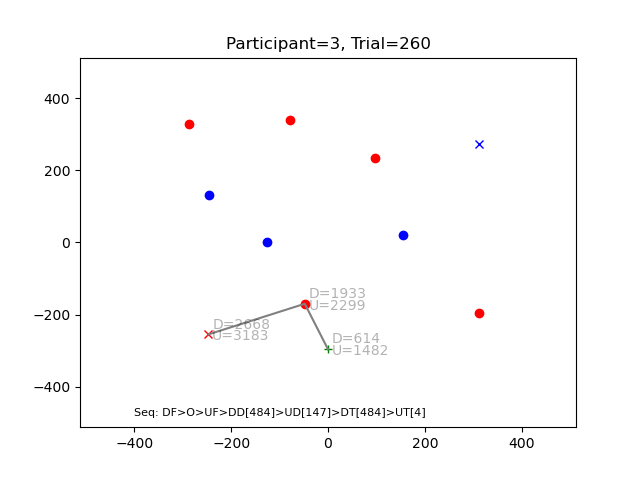 Participant=3, Trial=260
400
200
0
−200
−400
D=1933
U=2299
D=2668
U=3183
D=614
U=1482
Seq: DF>O>UF>DD[484]>UD[147]>DT[484]>UT[4]
−400 −200 0 200 400